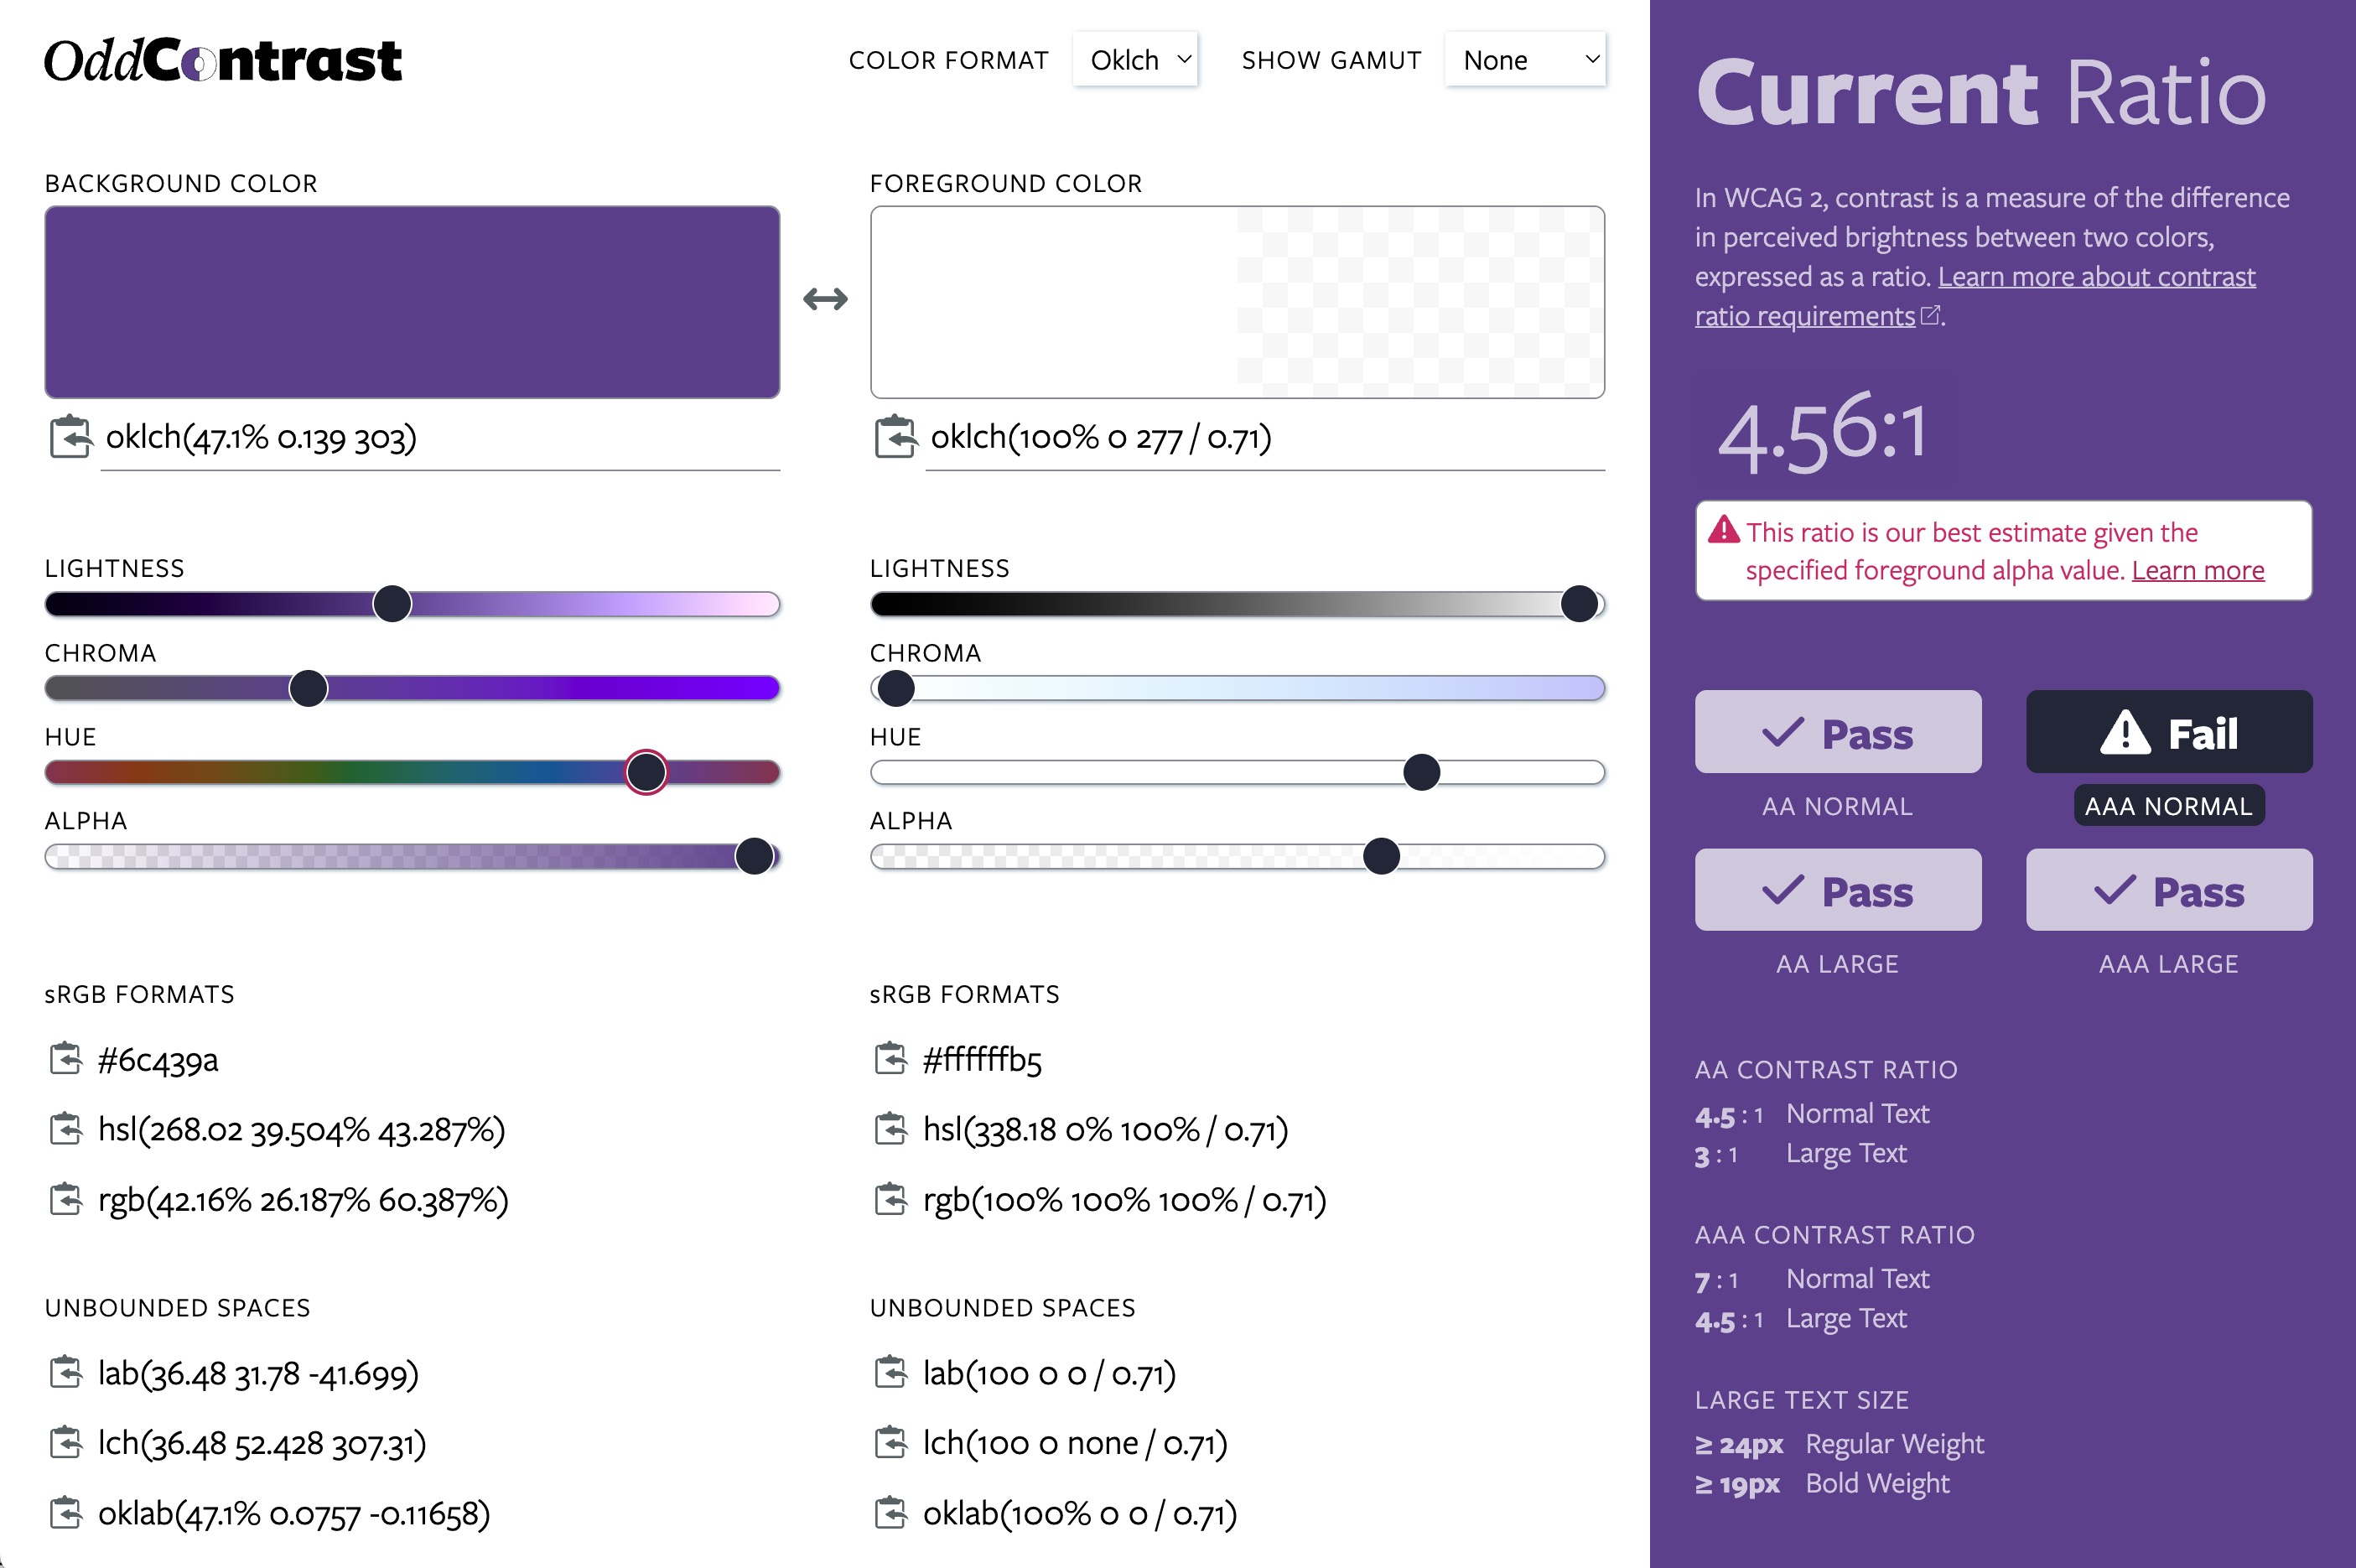 OddContrast
COLOR FORMAT Oklch SHOW GAMUT None
BACKGROUND COLOR
oklch(47.1% 0.139 303)
LIGHTNESS
CHROMA
HUE
ALPHA
sRGB FORMATS
#6c439a
hsl(268.02 39.504% 43.287%)
rgb(42.16% 26.187% 60.387%)
UNBOUNDED SPACES
lab(36.48 31.78 -41.699)
lch(36.48 52.428 307.31)
oklab(47.1% 0.0757 -0.11658)
FOREGROUND COLOR
oklch(100% 0 277 / 0.71)
LIGHTNESS
CHROMA
HUE
ALPHA
sRGB FORMATS
#ffffffb5
hsl(338.18 0% 100% / 0.71)
rgb(100% 100% 100% / 0.71)
UNBOUNDED SPACES
lab(100 0 0 / 0.71)
lch(100 0 none / 0.71)
oklab(100% 0 0 / 0.71)
Current Ratio
In WCAG 2, contrast is a measure of the difference
in perceived brightness between two colors,
expressed as a ratio. Learn more about contrast
ratio requirements.
4.56:1
This ratio is our best estimate given the
specified foreground alpha value. Learn more
Pass
AA NORMAL
Fail
AAA NORMAL
Pass
AA LARGE
Pass
AAA LARGE
AA CONTRAST RATIO
4.5 : 1 Normal Text
3 : 1 Large Text
AAA CONTRAST RATIO
7 : 1 Normal Text
4.5 : 1 Large Text
LARGE TEXT SIZE
≥ 24px Regular Weight
≥ 19px Bold Weight